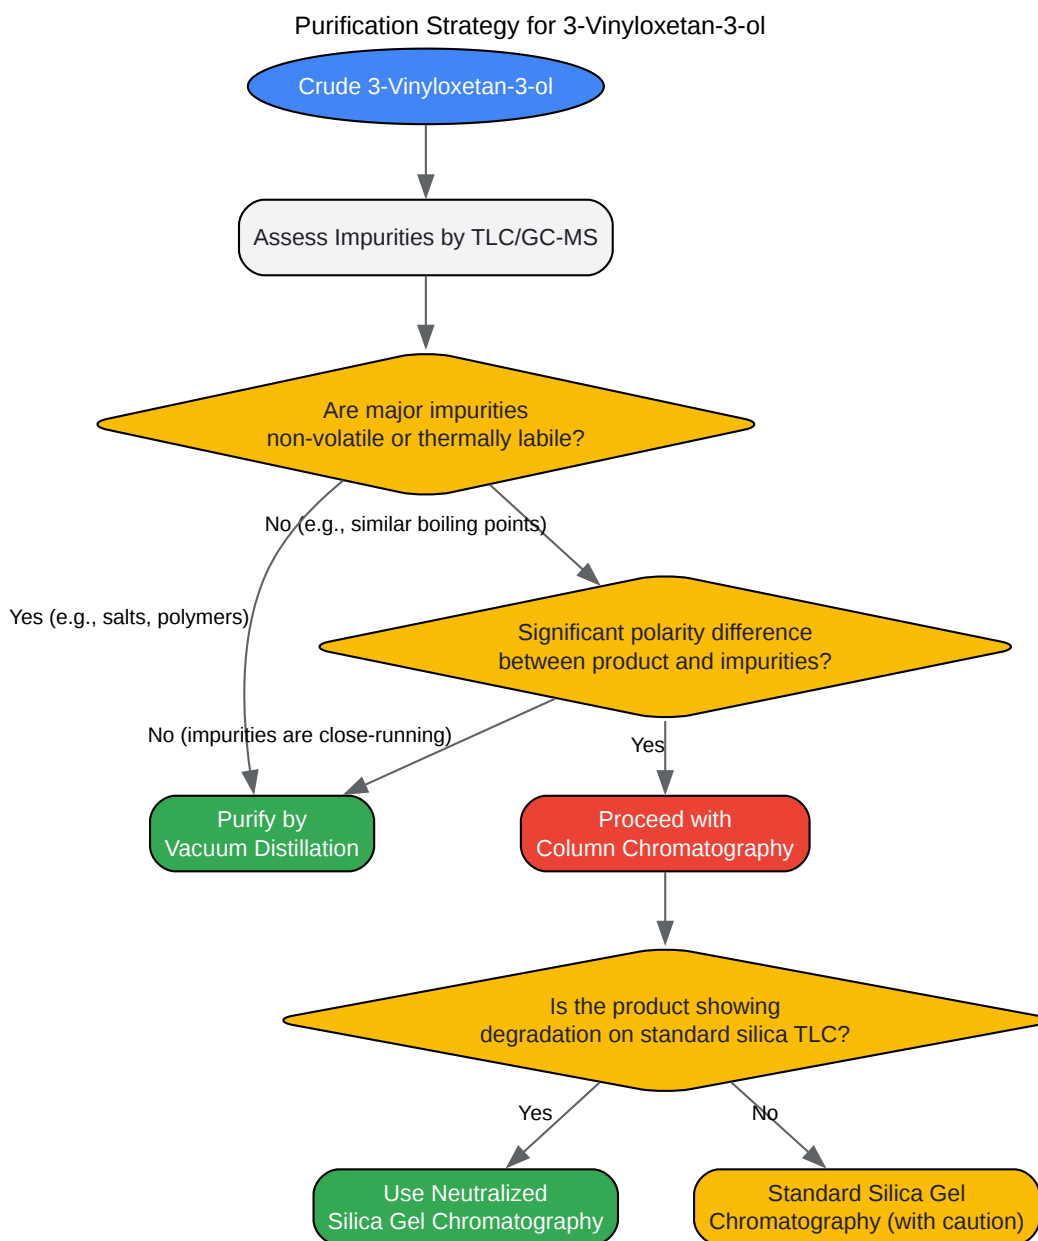 Purification Strategy for 3-Vinyloxetan-3-ol
Crude 3-Vinyloxetan-3-ol
Assess Impurities by TLC/GC-MS
Are major impurities
non-volatile or thermally labile?
No (e.g., similar boiling points)
Yes (e.g., salts, polymers)
Significant polarity difference
between product and impurities?
No (impurities are close-running)
Yes
Purify by
Vacuum Distillation
Proceed with
Column Chromatography
Is the product showing
degradation on standard silica TLC?
Yes
No
Use Neutralized
Silica Gel Chromatography
Standard Silica Gel
Chromatography (with caution)